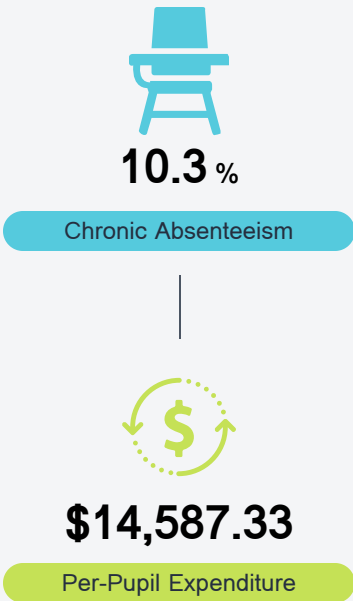 10.3 %
Chronic Absenteeism
$
$14,587.33
Per-Pupil Expenditure